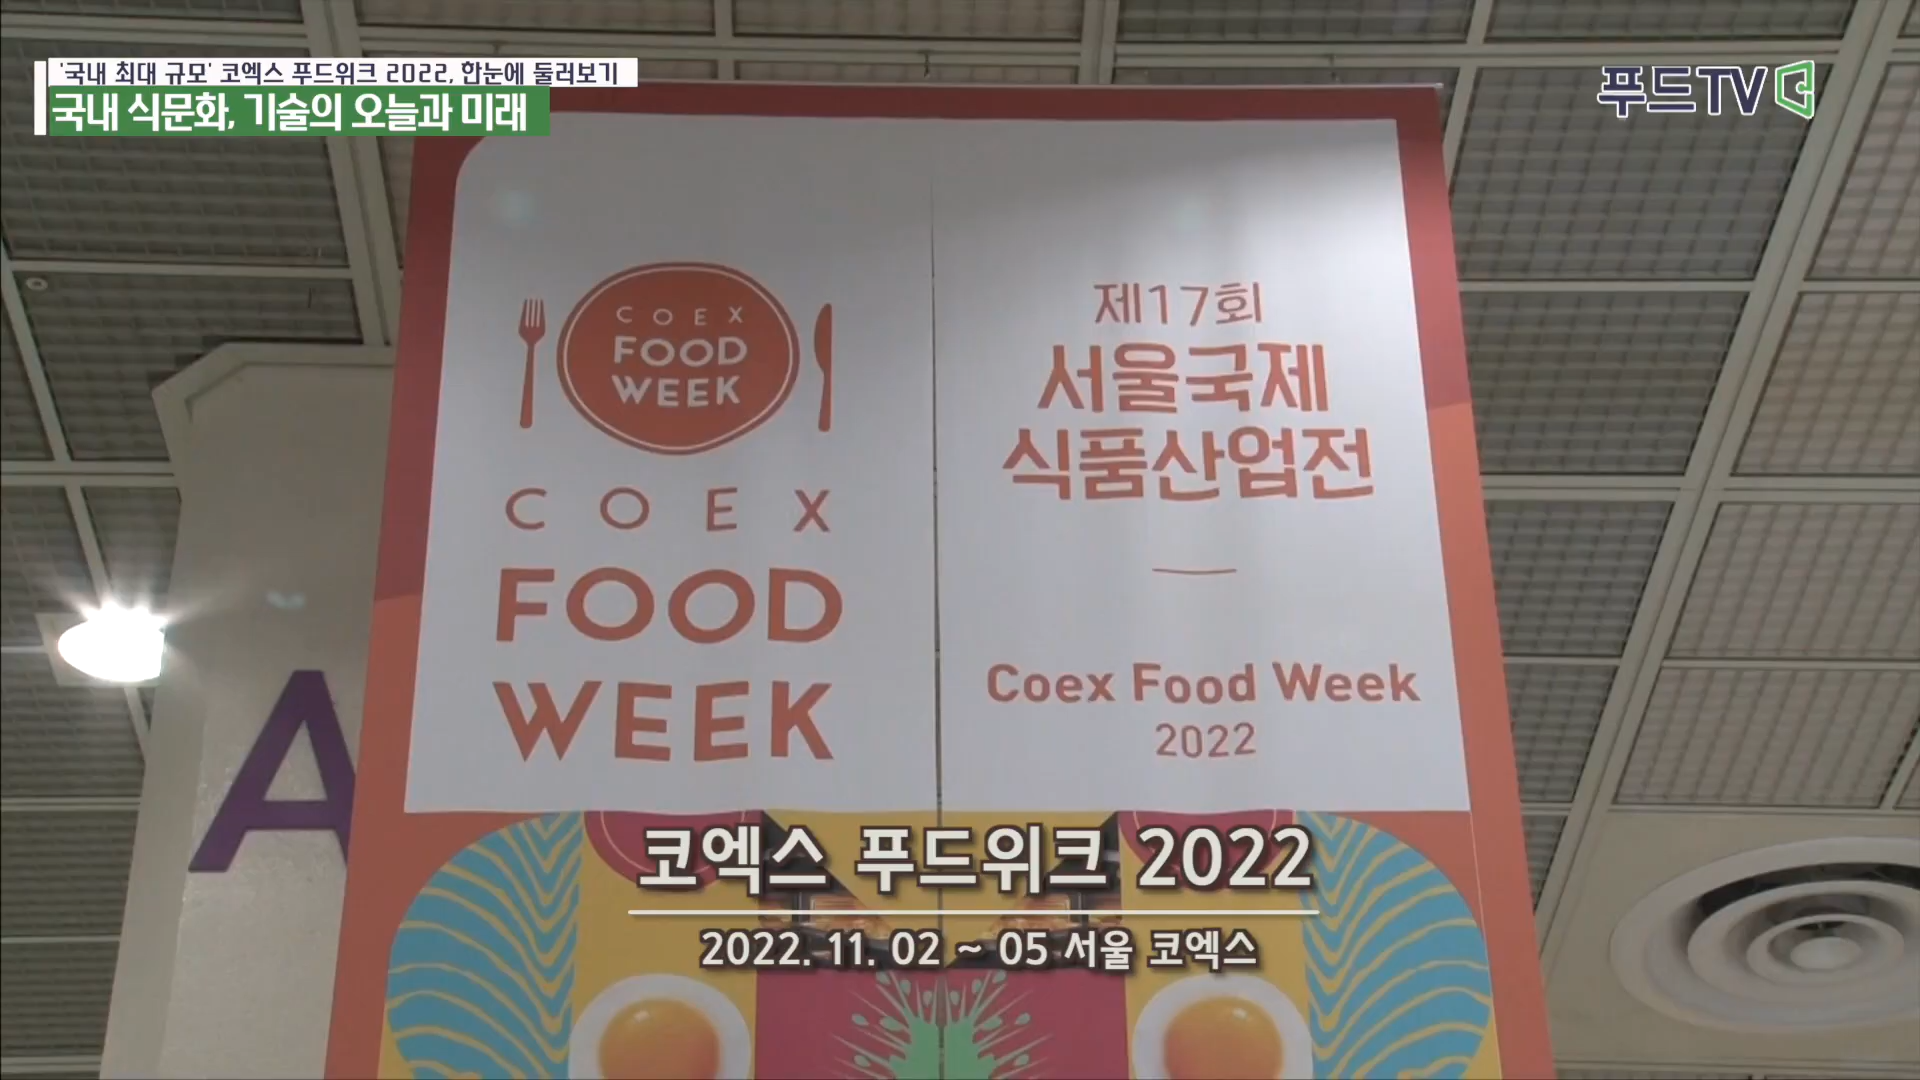 '국내 최대 규모' 코엑스 푸드위크 2022, 한눈에 둘러보기
국내 식문화, 기술의 오늘과 미래
푸드TV
COEX
FOOD
WEEK
COEX
FOOD
WEEK
제17회
서울국제
식품산업전
Coex Food Week
2022
A
코엑스 푸드위크 2022
2022. 11. 02 ~ 05 서울 코엑스